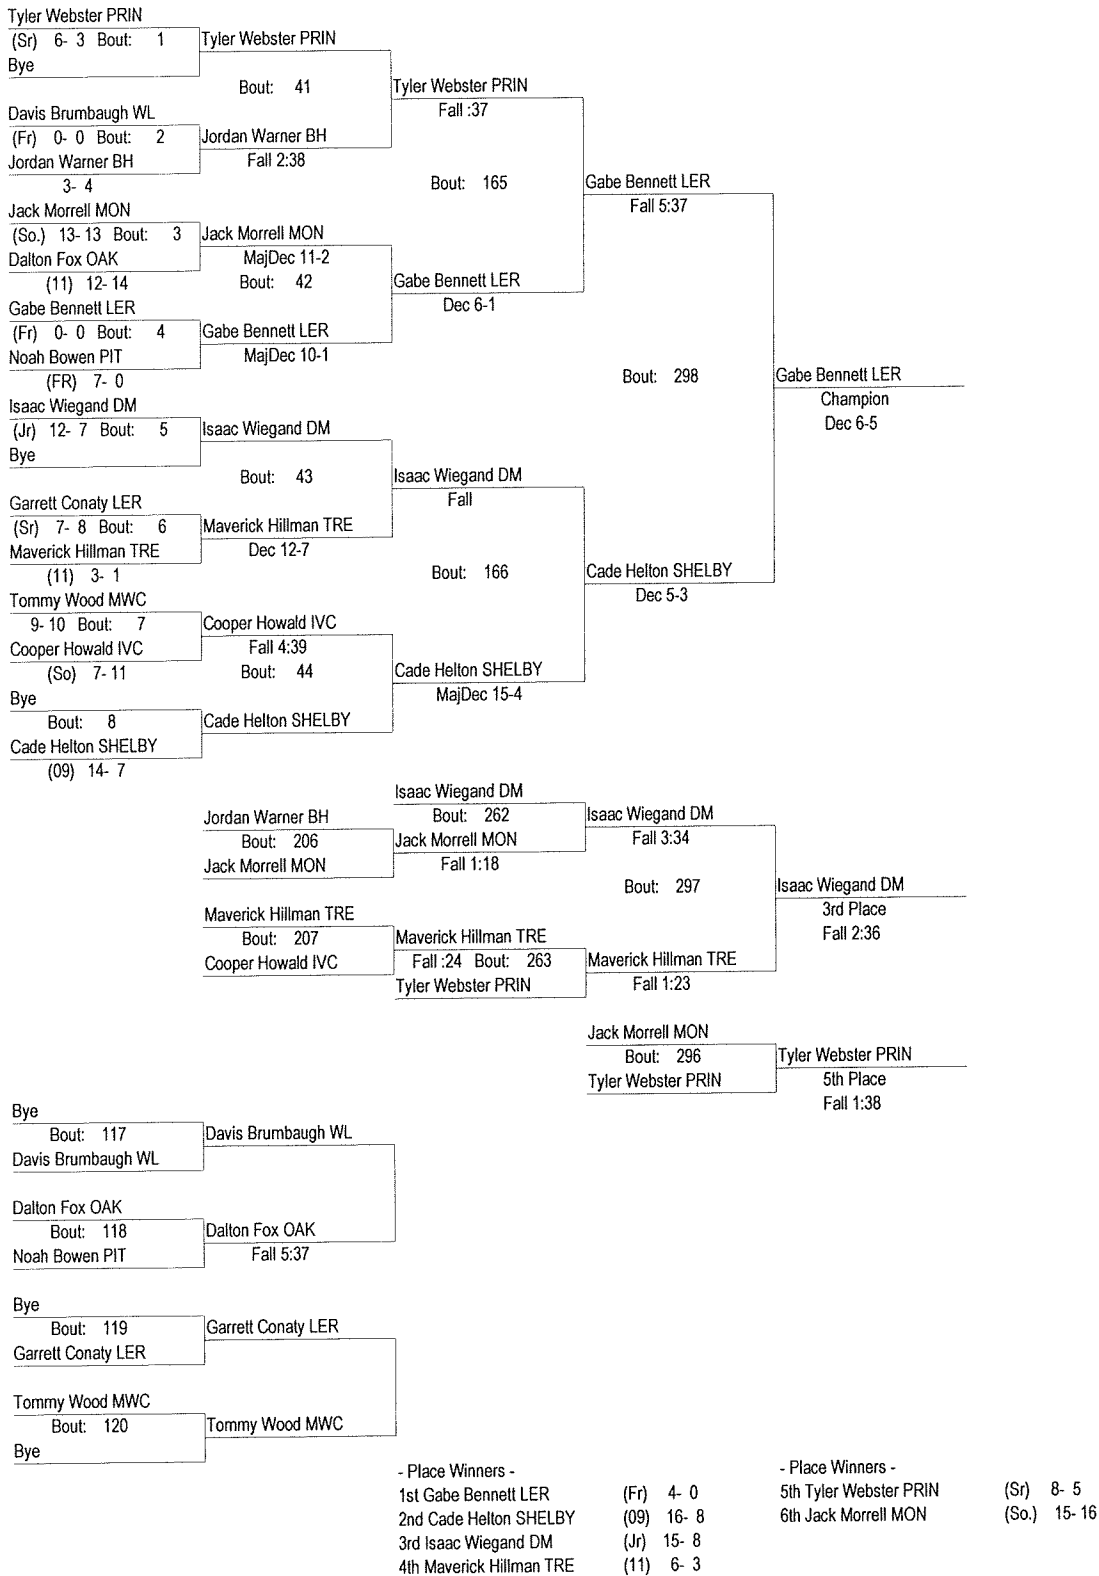 Tyler Webster PRIN
(Sr) 6- 3 Bout: 1
Bye
Tyler Webster PRIN
Bout: 41
Davis Brumbaugh WL
(Fr) 0- 0 Bout: 2
Jordan Warner BH
3- 4
Jordan Warner BH
Fall 2:38
Tyler Webster PRIN
Fall :37
Bout: 165
Jack Morrell MON
(So.) 13- 13 Bout: 3
Dalton Fox OAK
(11) 12- 14
Jack Morrell MON
MajDec 11-2
Bout: 42
Gabe Bennett LER
(Fr) 0- 0 Bout: 4
Noah Bowen PIT
(FR) 7- 0
Gabe Bennett LER
MajDec 10-1
Gabe Bennett LER
Dec 6-1
Gabe Bennett LER
Fall 5:37
Bout: 298
Gabe Bennett LER
Champion
Dec 6-5
Isaac Wiegand DM
(Jr) 12- 7 Bout: 5
Bye
Isaac Wiegand DM
Bout: 43
Garrett Conaty LER
(Sr) 7- 8 Bout: 6
Maverick Hillman TRE
(11) 3- 1
Maverick Hillman TRE
Dec 12-7
Isaac Wiegand DM
Fall
Bout: 166
Tommy Wood MWC
9- 10 Bout: 7
Cooper Howald IVC
(So) 7- 11
Cooper Howald IVC
Fall 4:39
Bout: 44
Bye
Bout: 8
Cade Helton SHELBY
(09) 14- 7
Cade Helton SHELBY
Cade Helton SHELBY
MajDec 15-4
Cade Helton SHELBY
Dec 5-3
Jordan Warner BH
Bout: 206
Jack Morrell MON
Isaac Wiegand DM
Bout: 262
Jack Morrell MON
Fall 1:18
Isaac Wiegand DM
Fall 3:34
Bout: 297
Isaac Wiegand DM
3rd Place
Fall 2:36
Maverick Hillman TRE
Bout: 207
Cooper Howald IVC
Maverick Hillman TRE
Fall :24 Bout: 263
Tyler Webster PRIN
Maverick Hillman TRE
Fall 1:23
Jack Morrell MON
Bout: 296
Tyler Webster PRIN
Tyler Webster PRIN
5th Place
Fall 1:38
Bye
Bout: 117
Davis Brumbaugh WL
Davis Brumbaugh WL
Dalton Fox OAK
Bout: 118
Noah Bowen PIT
Dalton Fox OAK
Fall 5:37
Bye
Bout: 119
Garrett Conaty LER
Garrett Conaty LER
Tommy Wood MWC
Bout: 120
Bye
Tommy Wood MWC
- Place Winners -
1st Gabe Bennett LER (Fr) 4- 0
2nd Cade Helton SHELBY (09) 16- 8
3rd Isaac Wiegand DM (Jr) 15- 8
4th Maverick Hillman TRE (11) 6- 3
- Place Winners -
5th Tyler Webster PRIN (Sr) 8- 5
6th Jack Morrell MON (So.) 15- 16